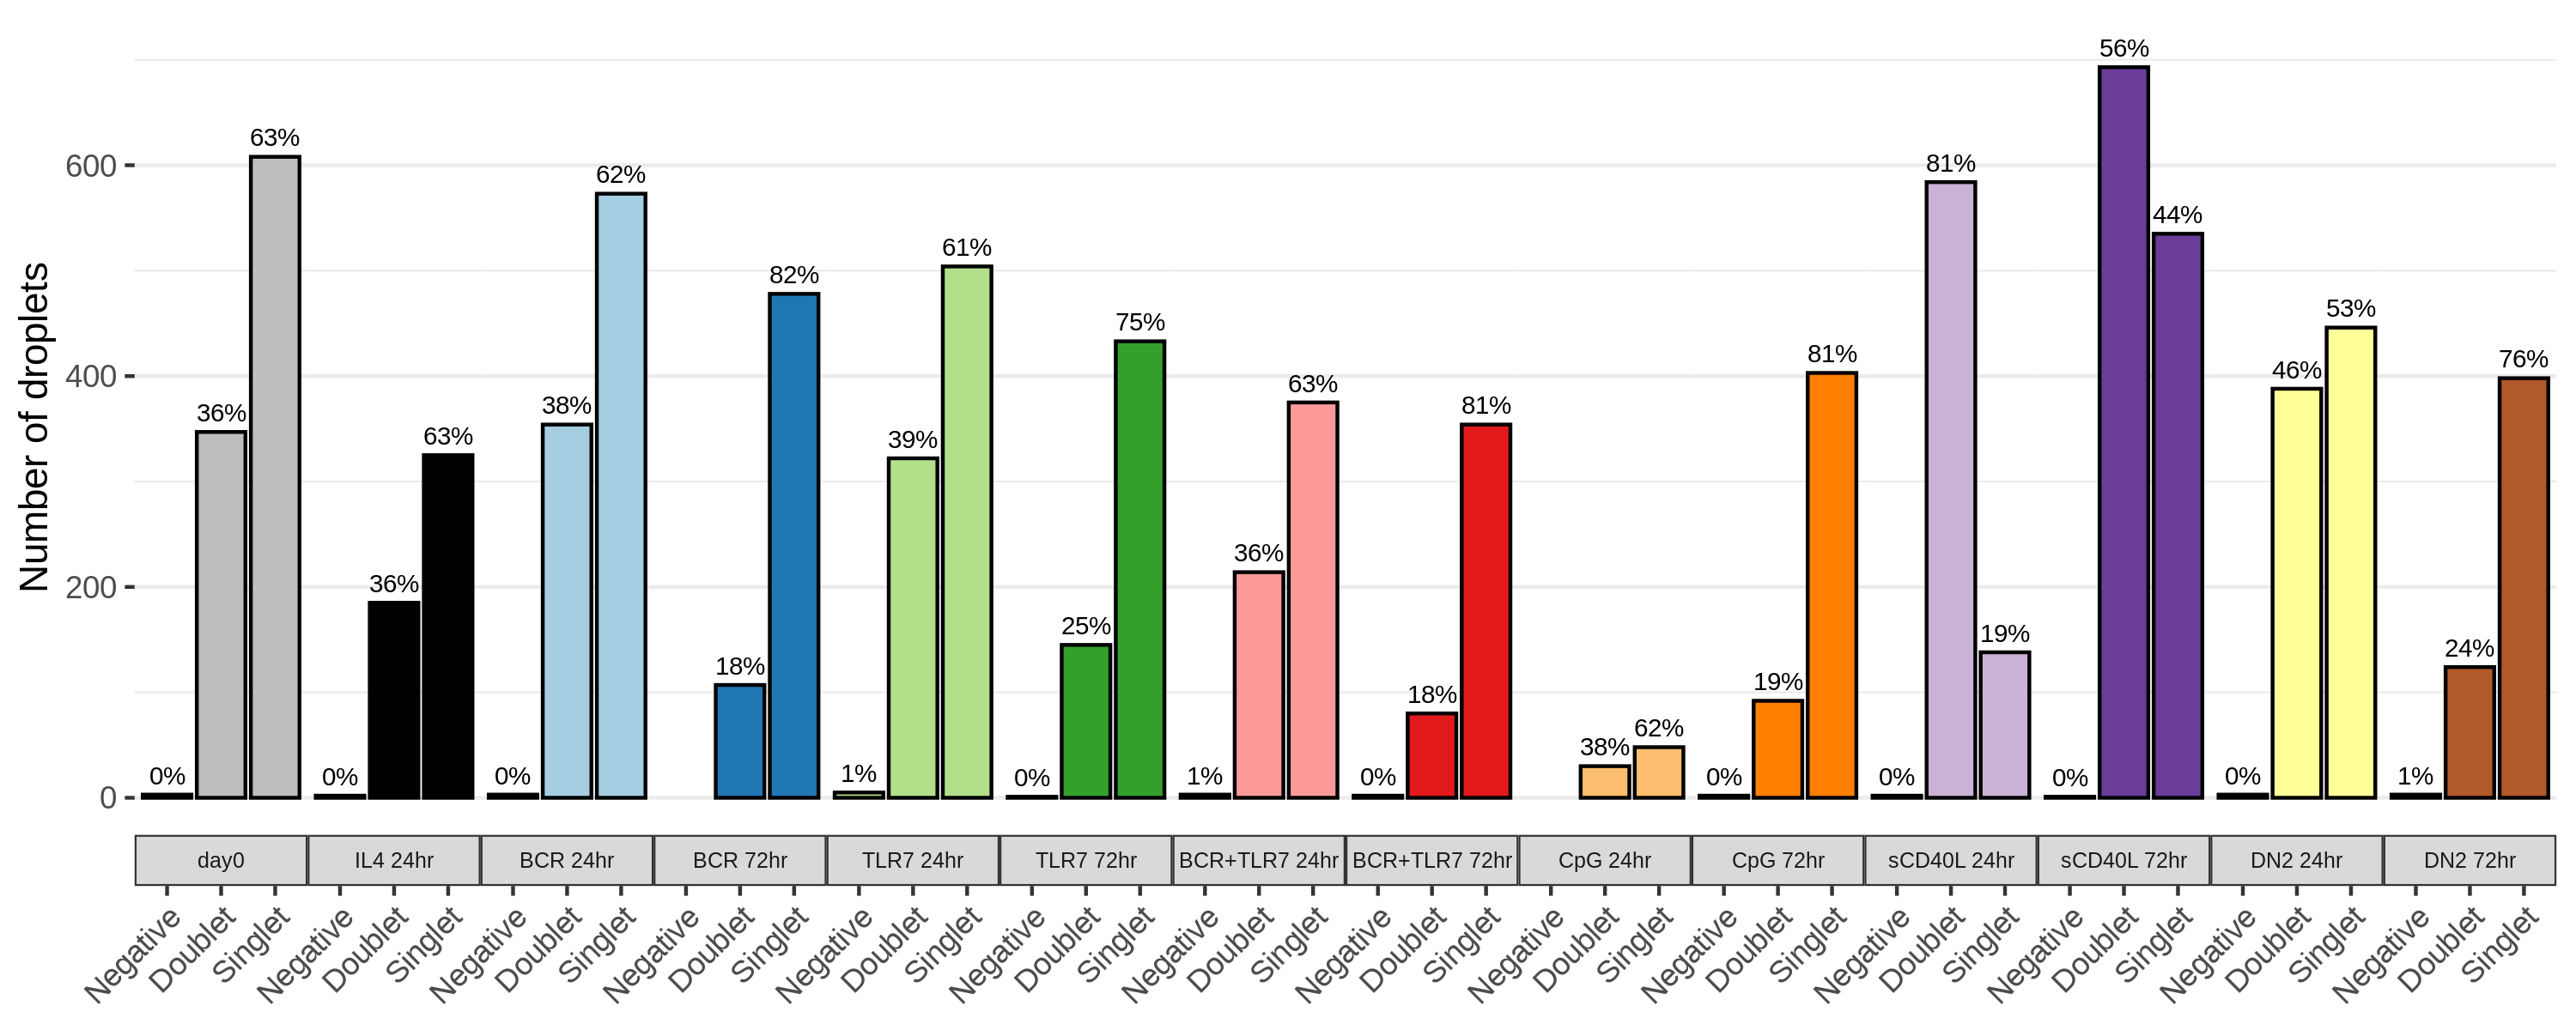 Number of droplets
600
400
200
0
0% 36% 63%
0% 36% 63%
0% 38% 62%
18% 82%
1% 39% 61%
0% 25% 75%
1% 36% 63%
0% 18% 81%
38% 62%
0% 19% 81%
0% 81% 19%
0% 56% 44%
0% 46% 53%
1% 24% 76%
day0
IL4 24hr
BCR 24hr
BCR 72hr
TLR7 24hr
TLR7 72hr
BCR+TLR7 24hr
BCR+TLR7 72hr
CpG 24hr
CpG 72hr
sCD40L 24hr
sCD40L 72hr
DN2 24hr
DN2 72hr
Negative Doublet Singlet
Negative Doublet Singlet
Negative Doublet Singlet
Negative Doublet Singlet
Negative Doublet Singlet
Negative Doublet Singlet
Negative Doublet Singlet
Negative Doublet Singlet
Negative Doublet Singlet
Negative Doublet Singlet
Negative Doublet Singlet
Negative Doublet Singlet
Negative Doublet Singlet
Negative Doublet Singlet